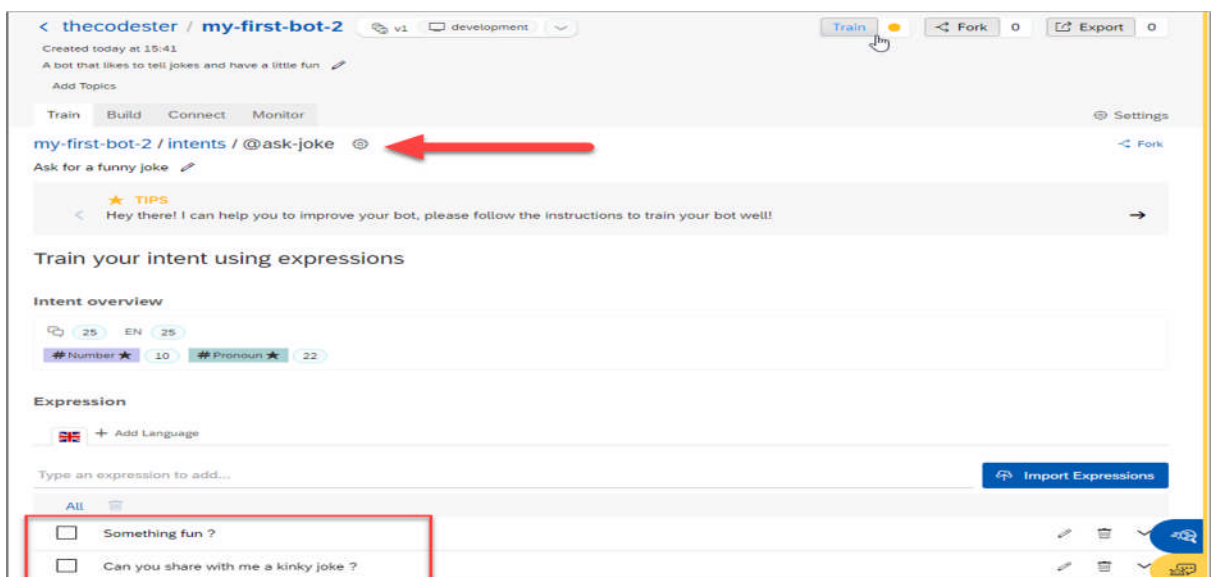 < thecodester / my-first-bot-2 v1 development Train Fork 0 Export 0
Created today at 15:41
A bot that likes to tell jokes and have a little fun
Add Topics
Train Build Connect Monitor Settings
my-first-bot-2 / intents / @ask-joke Fork
Ask for a funny joke
TIPS
Hey there! I can help you to improve your bot, please follow the instructions to train your bot well!
Train your intent using expressions
Intent overview
25 EN 25
#Number 10 #Pronoun 22
Expression
+ Add Language
Type an expression to add... Import Expressions
All
Something fun ?
Can you share with me a kinky joke ?